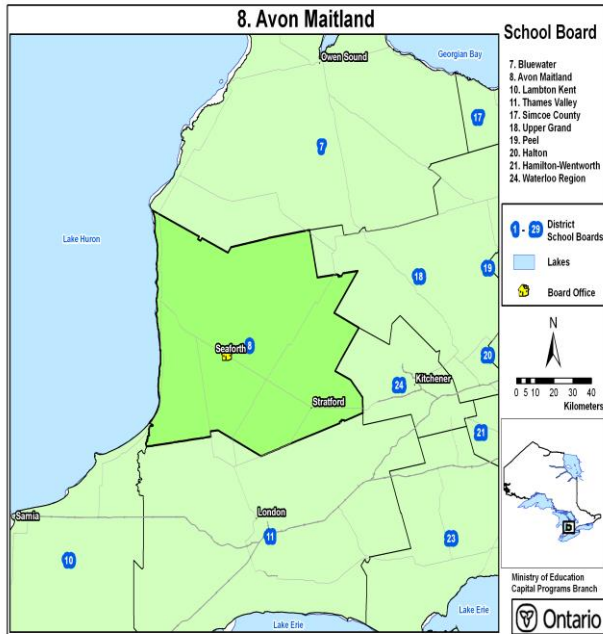 8. Avon Maitland
School Board
7. Bluewater
8. Avon Maitland
10. Lambton Kent
11. Thames Valley
17. Simcoe County
18. Upper Grand
19. Peel
20. Halton
21. Hamilton-Wentworth
24. Waterloo Region
1 - 29 District
School Boards
Lakes
Board Office
N
0 5 10 20 30 40
Kilometers
Ministry of Education
Capital Programs Branch
Ontario
Owen Sound
Georgian Bay
17
7
Lake Huron
18
19
Seaforth
8
20
Kitchener
24
Stratford
21
Sarnia
London
11
23
10
Lake Erie
Lake Erie